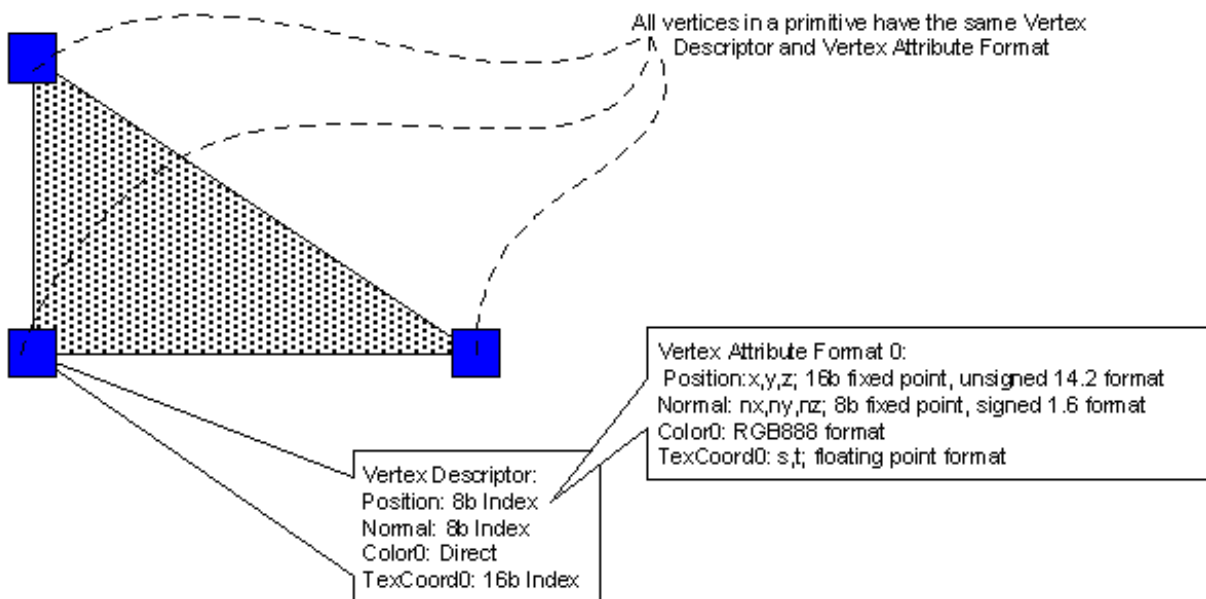 All vertices in a primitive have the same Vertex
Descriptor and Vertex Attribute Format
Vertex Attribute Format 0:
Position:x,y,z; 16b fixed point, unsigned 14.2 format
Normal: nx,ny,nz; 8b fixed point, signed 1.6 format
Color0: RGB888 format
TexCoord0: s,t; floating point format
Vertex Descriptor:
Position: 8b Index
Normal: 8b Index
Color0: Direct
TexCoord0: 16b Index